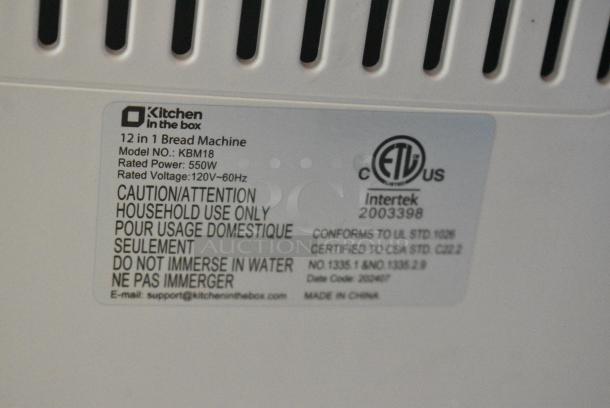 Kitchen
in the box
12 in 1 Bread Machine
Model NO.: KBM18
Rated Power: 550W
Rated Voltage:120V~60Hz
CAUTION/ATTENTION
HOUSEHOLD USE ONLY
POUR USAGE DOMESTIQUE
SEULEMENT
DO NOT IMMERSE IN WATER
NE PAS IMMERGER
E-mail: support@kitcheninthebox.com
C ETL US
Intertek
2003398
CONFORMS TO UL STD.1026
CERTIFIED TO CSA STD. C22.2
NO.1335.1 &NO.1335.2.9
Date Code: 202407
MADE IN CHINA